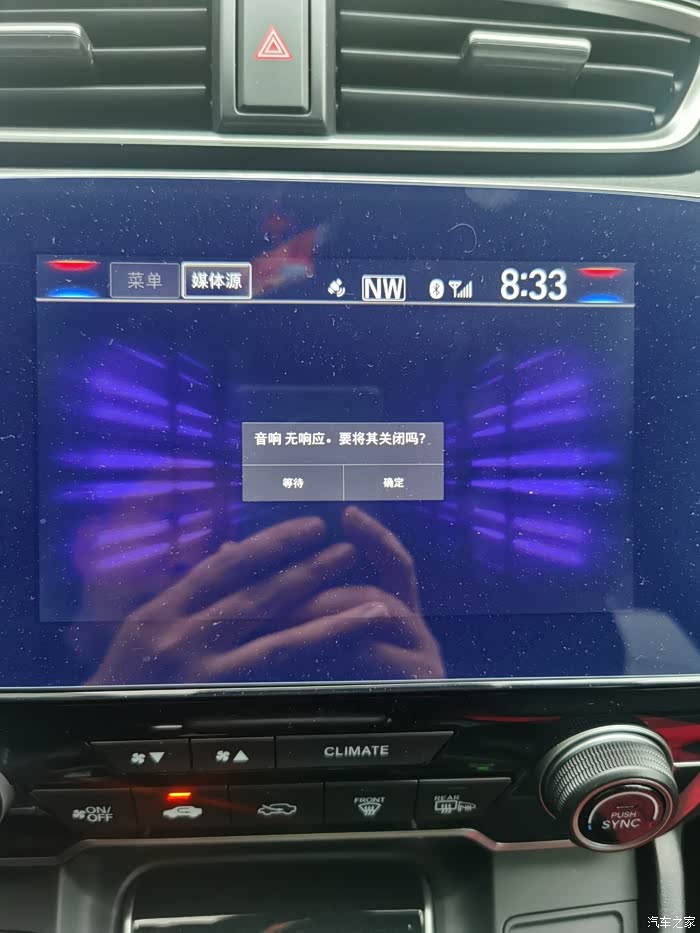 菜单 媒体源 NW 8:33
音响 无响应。要将其关闭吗?
等待 确定
CLIMATE
ON/OFF
FRONT
REAR
PUSH
SYNC
汽车之家